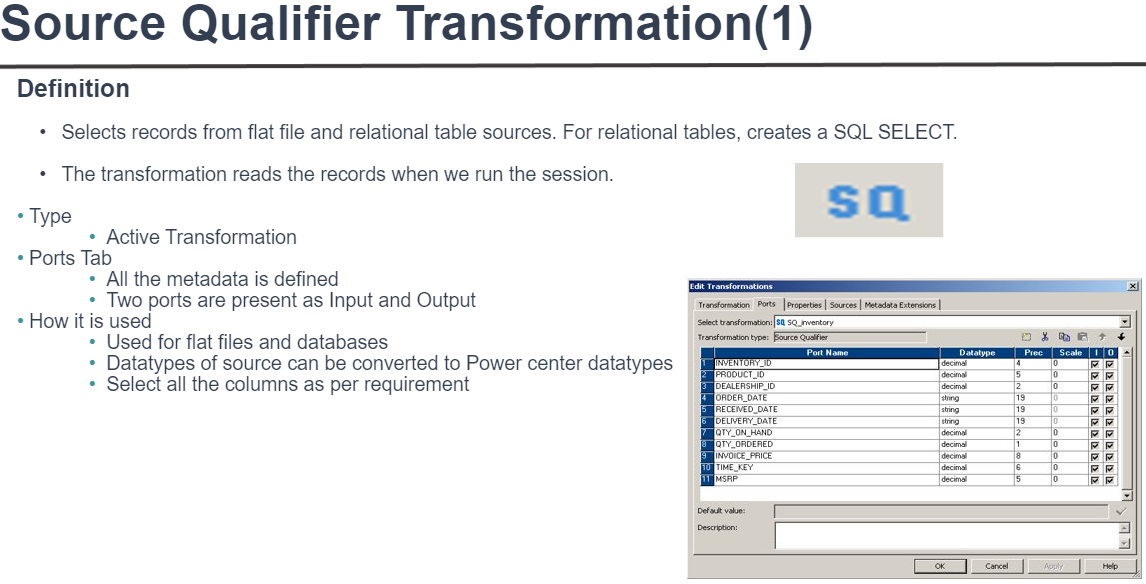 Source Qualifier Transformation(1)
Definition
• Selects records from flat file and relational table sources. For relational tables, creates a SQL SELECT.
• The transformation reads the records when we run the session.
SQ
• Type
• Active Transformation
• Ports Tab
• All the metadata is defined
• Two ports are present as Input and Output
• How it is used
• Used for flat files and databases
• Datatypes of source can be converted to Power center datatypes
• Select all the columns as per requirement
Edit Transformations
Transformation Ports Properties Sources Metadata Extensions
Select transformation: SQ SQ_inventory
Transformation type: Source Qualifier
Port Name Datatype Prec Scale I O
1 INVENTORY_ID decimal 4 0
2 PRODUCT_ID decimal 5 0
3 DEALERSHIP_ID decimal 2 0
4 ORDER_DATE string 19 0
5 RECEIVED_DATE string 19 0
6 DELIVERY_DATE string 19 0
7 QTY_ON_HAND decimal 2 0
8 QTY_ORDERED decimal 1 0
9 INVOICE_PRICE decimal 8 0
10 TIME_KEY decimal 6 0
11 MSRP decimal 5 0
Default value:
Description:
OK Cancel Apply Help